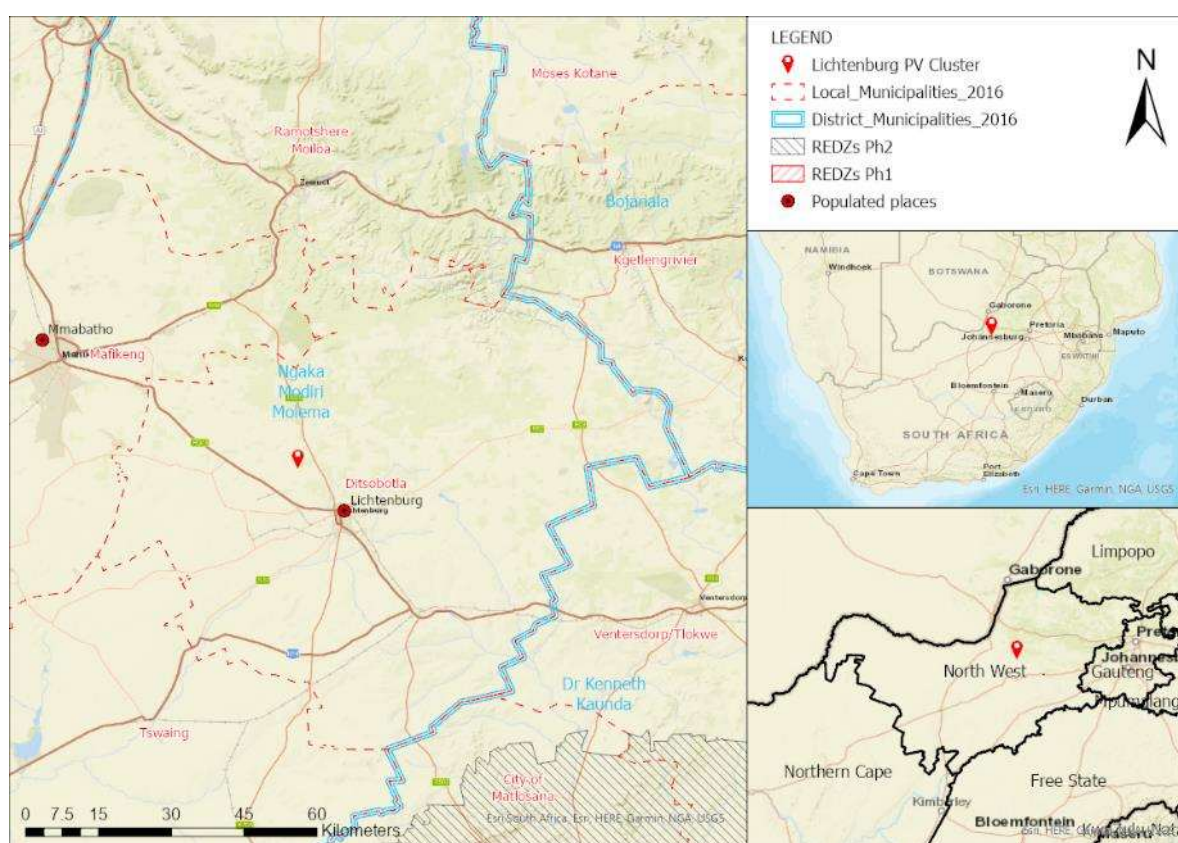 Moses Kotane
Ramotshere
Moiloa
Zeerust
Bojanala
Kgetlengrivier
Mmabatho
Mafikeng
Ngaka
Modiri
Molema
Ditsobotla
Lichtenburg
Ventersdorp
Ventersdorp/Tlokwe
Dr Kenneth
Kaunda
Tswaing
City of
Matlosana
0 7.5 15 30 45 60
Kilometers
Esri South Africa, Esri, HERE, Garmin, NGA, USGS
LEGEND
Lichtenburg PV Cluster
Local_Municipalities_2016
District_Municipalities_2016
REDZs Ph2
REDZs Ph1
Populated places
N
NAMIBIA
Windhoek
BOTSWANA
Gaborone
Pretoria
Johannesburg
Mbabane
Maputo
ESWATINI
Bloemfontein
Maseru
Durban
SOUTH AFRICA
Cape Town
Port
Elizabeth
Esri, HERE, Garmin, NGA, USGS
Limpopo
Gaborone
Johannest
North West
Gauteng
Northern Cape
Free State
Kimberley
Bloemfontein
Maseru